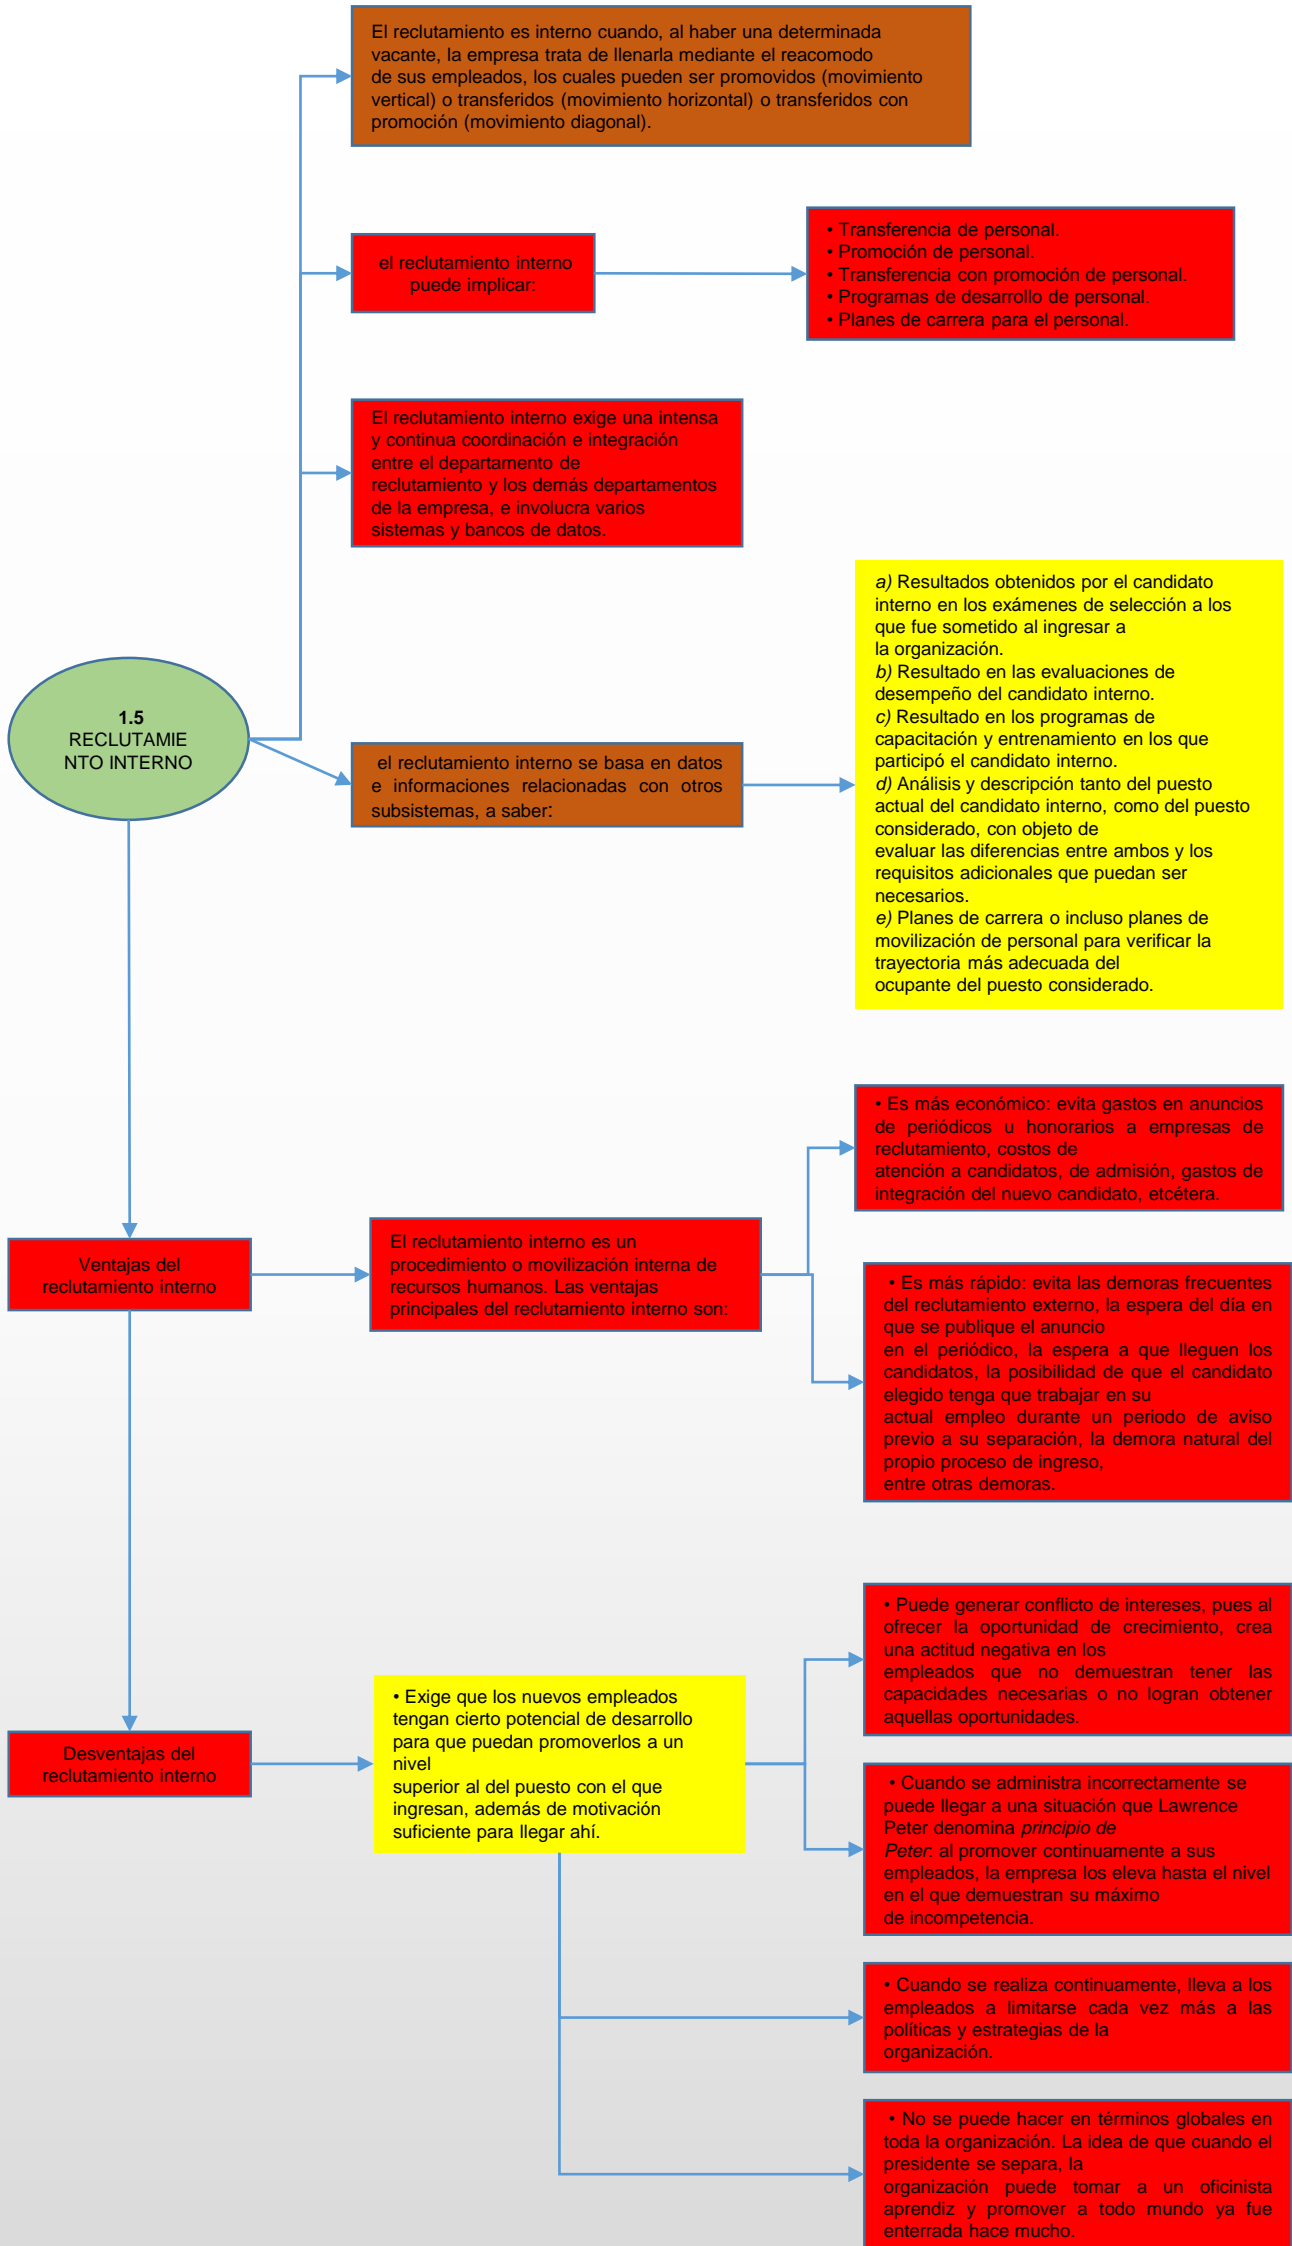 El reclutamiento es interno cuando, al haber una determinada
vacante, la empresa trata de llenarla mediante el reacomodo
de sus empleados, los cuales pueden ser promovidos (movimiento
vertical) o transferidos (movimiento horizontal) o transferidos con
promoción (movimiento diagonal).
el reclutamiento interno
puede implicar:
• Transferencia de personal.
• Promoción de personal.
• Transferencia con promoción de personal.
• Programas de desarrollo de personal.
• Planes de carrera para el personal.
El reclutamiento interno exige una intensa
y continua coordinación e integración
entre el departamento de
reclutamiento y los demás departamentos
de la empresa, e involucra varios
sistemas y bancos de datos.
1.5
RECLUTAMIE
NTO INTERNO
el reclutamiento interno se basa en datos
e informaciones relacionadas con otros
subsistemas, a saber:
a) Resultados obtenidos por el candidato
interno en los exámenes de selección a los
que fue sometido al ingresar a
la organización.
b) Resultado en las evaluaciones de
desempeño del candidato interno.
c) Resultado en los programas de
capacitación y entrenamiento en los que
participó el candidato interno.
d) Análisis y descripción tanto del puesto
actual del candidato interno, como del puesto
considerado, con objeto de
evaluar las diferencias entre ambos y los
requisitos adicionales que puedan ser
necesarios.
e) Planes de carrera o incluso planes de
movilización de personal para verificar la
trayectoria más adecuada del
ocupante del puesto considerado.
Ventajas del
reclutamiento interno
El reclutamiento interno es un
procedimiento o movilización interna de
recursos humanos. Las ventajas
principales del reclutamiento interno son:
• Es más económico: evita gastos en anuncios
de periódicos u honorarios a empresas de
reclutamiento, costos de
atención a candidatos, de admisión, gastos de
integración del nuevo candidato, etcétera.
• Es más rápido: evita las demoras frecuentes
del reclutamiento externo, la espera del día en
que se publique el anuncio
en el periódico, la espera a que lleguen los
candidatos, la posibilidad de que el candidato
elegido tenga que trabajar en su
actual empleo durante un periodo de aviso
previo a su separación, la demora natural del
propio proceso de ingreso,
entre otras demoras.
Desventajas del
reclutamiento interno
• Exige que los nuevos empleados
tengan cierto potencial de desarrollo
para que puedan promoverlos a un
nivel
superior al del puesto con el que
ingresan, además de motivación
suficiente para llegar ahí.
• Puede generar conflicto de intereses, pues al
ofrecer la oportunidad de crecimiento, crea
una actitud negativa en los
empleados que no demuestran tener las
capacidades necesarias o no logran obtener
aquellas oportunidades.
• Cuando se administra incorrectamente se
puede llegar a una situación que Lawrence
Peter denomina principio de
Peter: al promover continuamente a sus
empleados, la empresa los eleva hasta el nivel
en el que demuestran su máximo
de incompetencia.
• Cuando se realiza continuamente, lleva a los
empleados a limitarse cada vez más a las
políticas y estrategias de la
organización.
• No se puede hacer en términos globales en
toda la organización. La idea de que cuando el
presidente se separa, la
organización puede tomar a un oficinista
aprendiz y promover a todo mundo ya fue
enterrada hace mucho.